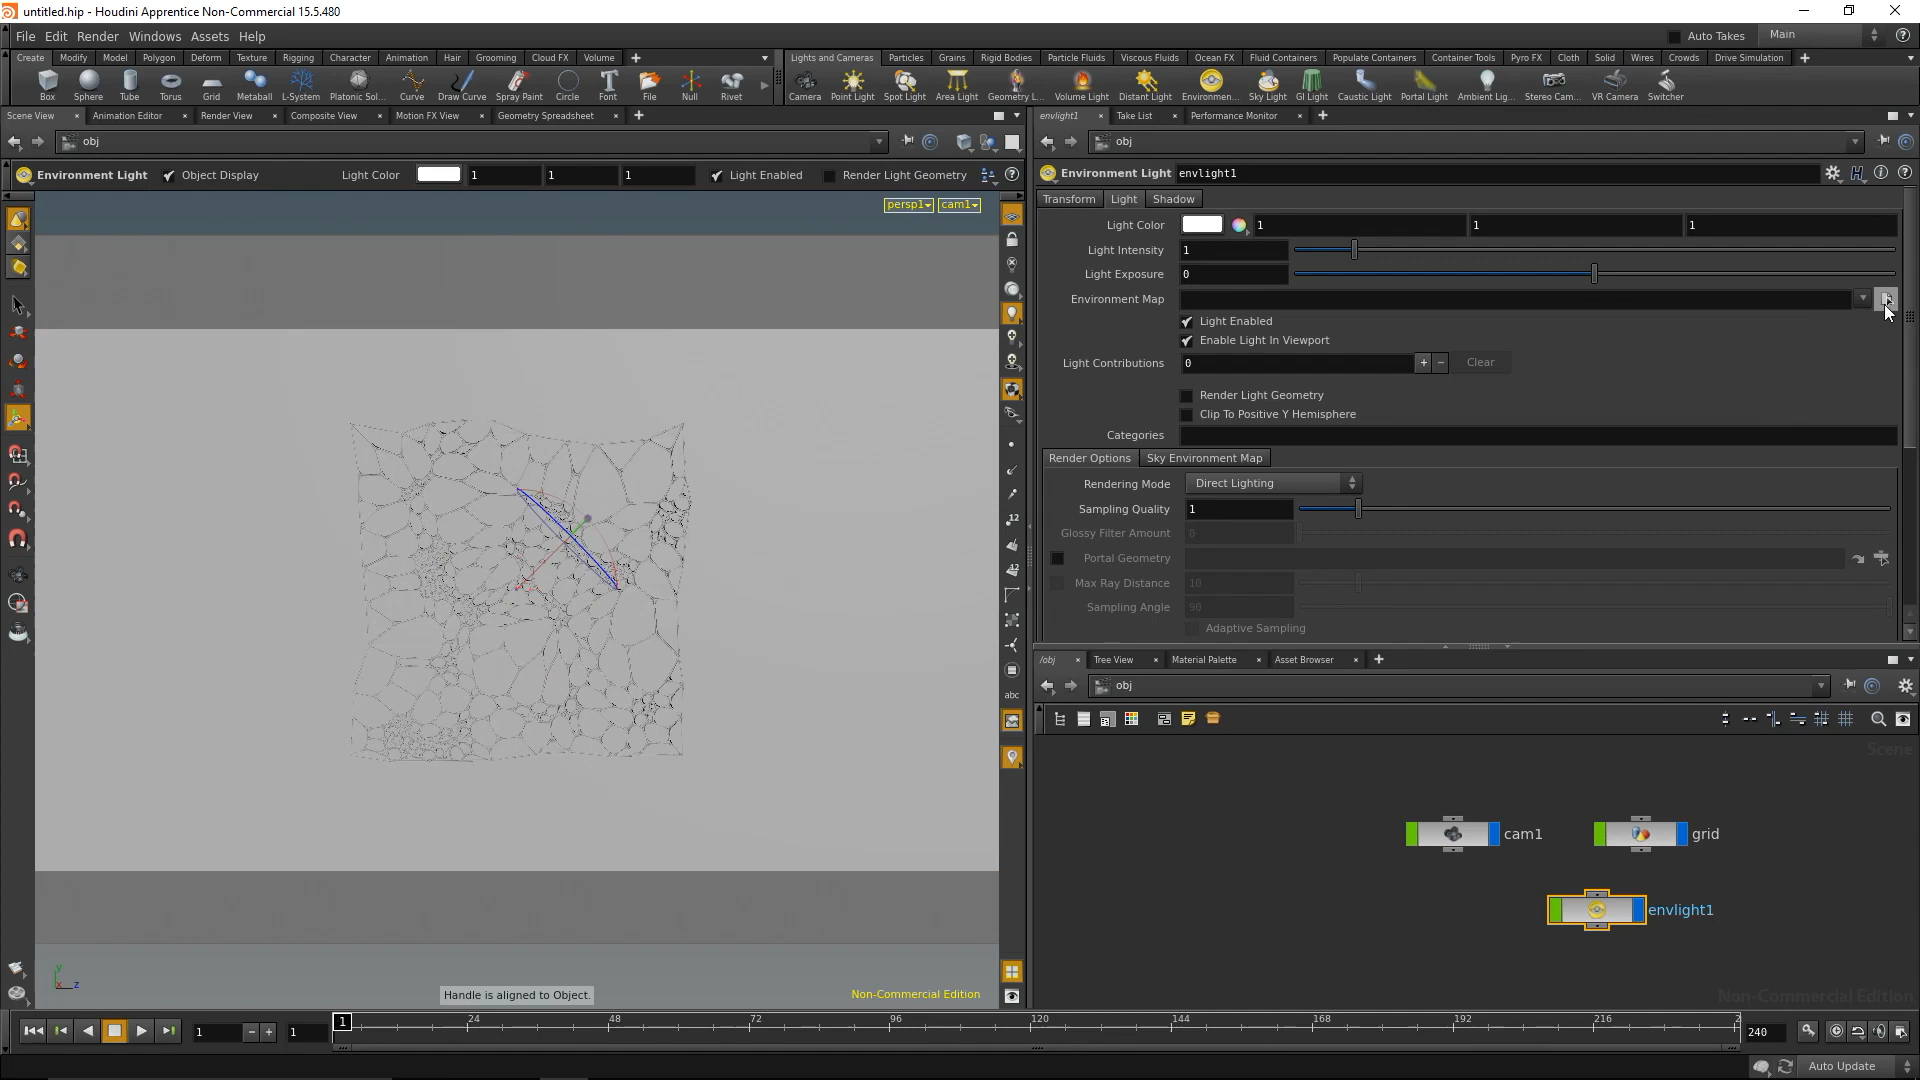 untitled.hip - Houdini Apprentice Non-Commercial 15.5.480
File Edit Render Windows Assets Help
Auto Takes Main
Create Modify Model Polygon Deform Texture Rigging Character Animation Hair Grooming Cloud FX Volume
Lights and Cameras Particles Grains Rigid Bodies Particle Fluids Viscous Fluids Ocean FX Fluid Containers Populate Containers Container Tools Pyro FX Cloth Solid Wires Crowds Drive Simulation
Box Sphere Tube Torus Grid Metaball L-System Platonic Sol... Curve Draw Curve Spray Paint Circle Font File Null Rivet
Camera Point Light Spot Light Area Light Geometry L... Volume Light Distant Light Environmen... Sky Light GI Light Caustic Light Portal Light Ambient Lig... Stereo Cam... VR Camera Switcher
Scene View Animation Editor Render View Composite View Motion FX View Geometry Spreadsheet
envlight1 Take List Performance Monitor
obj
obj
Environment Light Object Display Light Color 1 1 1 Light Enabled Render Light Geometry
persp1 cam1
Environment Light envlight1
Transform Light Shadow
Light Color 1 1 1
Light Intensity 1
Light Exposure 0
Environment Map
Light Enabled
Enable Light In Viewport
Light Contributions 0 + - Clear
Render Light Geometry
Clip To Positive Y Hemisphere
Categories
Render Options Sky Environment Map
Rendering Mode Direct Lighting
Sampling Quality 1
Glossy Filter Amount 0
Portal Geometry
Max Ray Distance 10
Sampling Angle 90
Adaptive Sampling
12
12
abc
y
x z
Handle is aligned to Object.
Non-Commercial Edition
/obj Tree View Material Palette Asset Browser
obj
Scene
cam1 grid
envlight1
Non-Commercial Edition
1 1 1 24 48 72 96 120 144 168 192 216 2 240
Auto Update